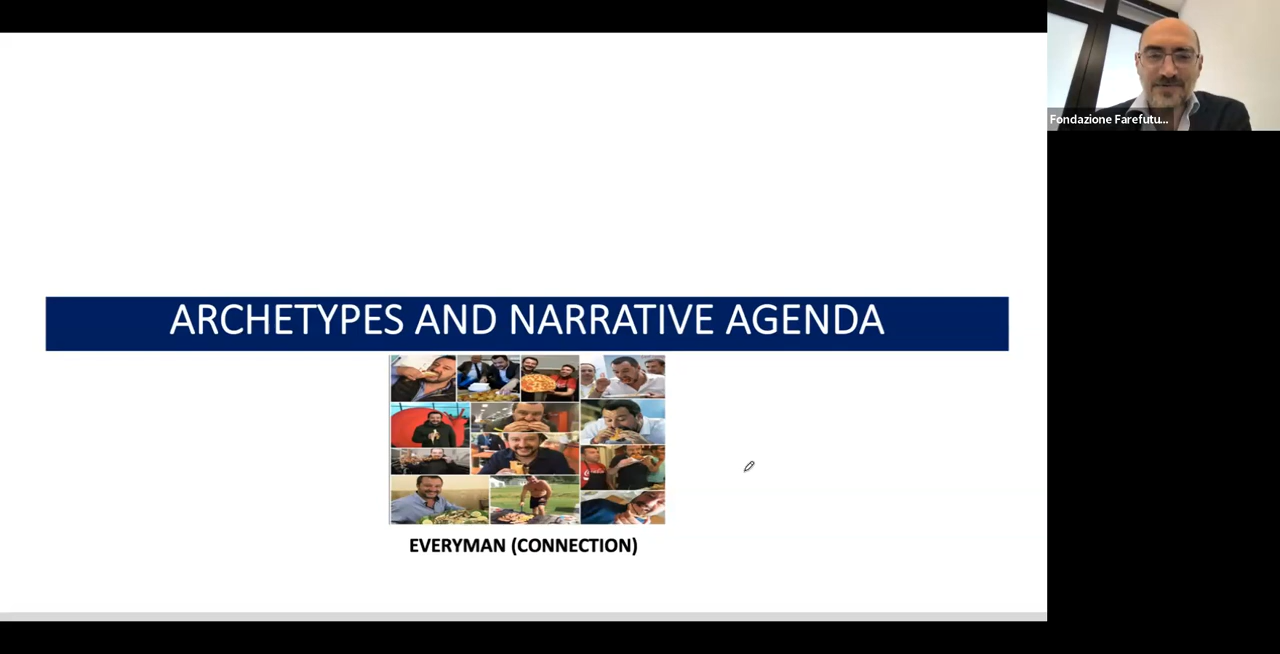 Fondazione Farefutu...
ARCHETYPES AND NARRATIVE AGENDA
EVERYMAN (CONNECTION)